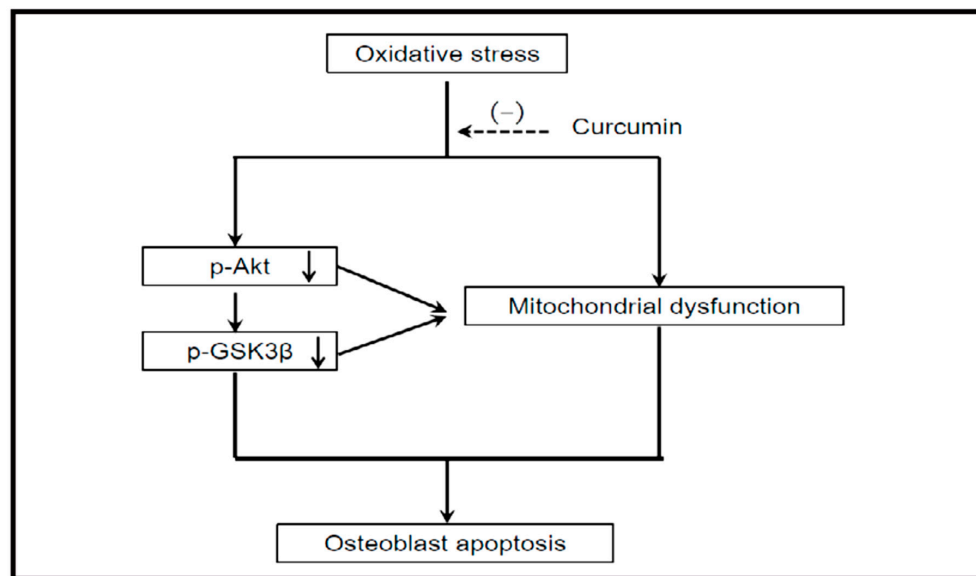 Oxidative stress
(−)
Curcumin
p-Akt ↓
Mitochondrial dysfunction
p-GSK3β ↓
Osteoblast apoptosis